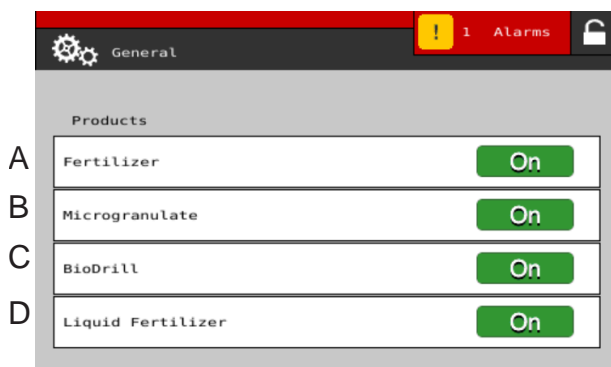 ! 1 Alarms
General
Products
A Fertilizer On
B Microgranulate On
C BioDrill On
D Liquid Fertilizer On